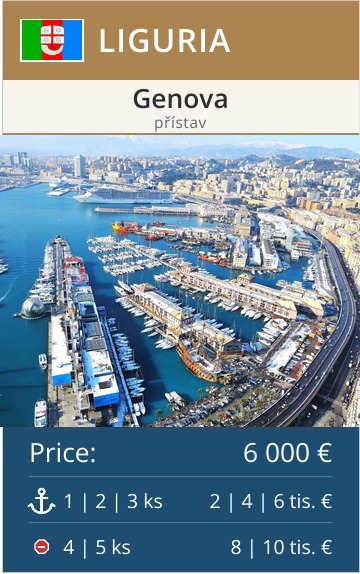 LIGURIA
Genova
přístav
Price: 6 000 €
1 | 2 | 3 ks 2 | 4 | 6 tis. €
4 | 5 ks 8 | 10 tis. €